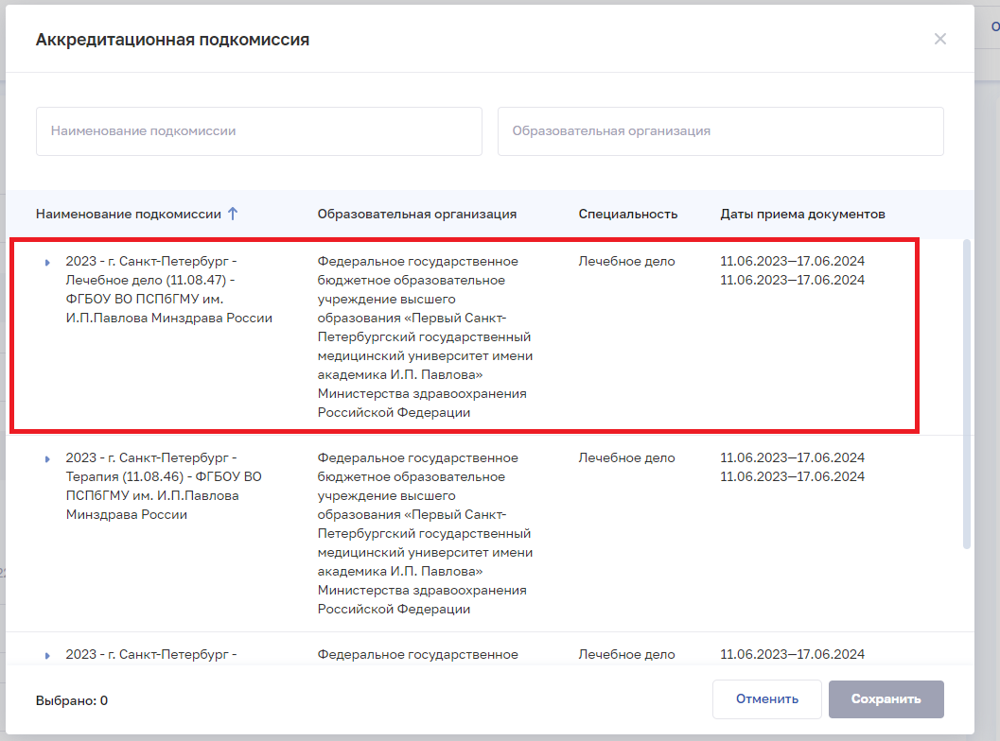 Аккредитационная подкомиссия
Наименование подкомиссии
Образовательная организация
Наименование подкомиссии
Образовательная организация
Специальность
Даты приема документов
2023 - г. Санкт-Петербург -
Лечебное дело (11.08.47) -
ФГБОУ ВО ПСПбГМУ им.
И.П.Павлова Минздрава России
Федеральное государственное
бюджетное образовательное
учреждение высшего
образования «Первый Санкт-
Петербургский государственный
медицинский университет имени
академика И.П. Павлова»
Министерства здравоохранения
Российской Федерации
Лечебное дело
11.06.2023—17.06.2024
11.06.2023—17.06.2024
2023 - г. Санкт-Петербург -
Терапия (11.08.46) - ФГБОУ ВО
ПСПбГМУ им. И.П.Павлова
Минздрава России
Федеральное государственное
бюджетное образовательное
учреждение высшего
образования «Первый Санкт-
Петербургский государственный
медицинский университет имени
академика И.П. Павлова»
Министерства здравоохранения
Российской Федерации
Лечебное дело
11.06.2023—17.06.2024
11.06.2023—17.06.2024
2023 - г. Санкт-Петербург -
Федеральное государственное
Лечебное дело
11.06.2023—17.06.2024
Выбрано: 0
Отменить
Сохранить